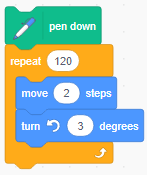 pen down
repeat 120
move 2 steps
turn 3 degrees